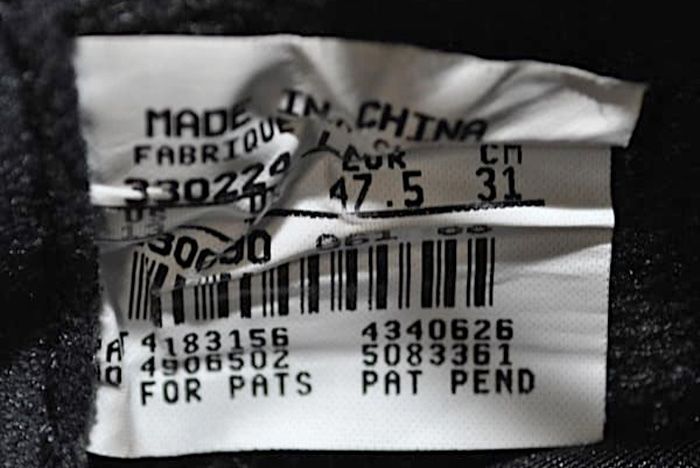 MADE IN CHINA
FABRIQUE
EUR CM
47.5 31
4183156 4340626
4906502 5083361
FOR PATS PAT PEND